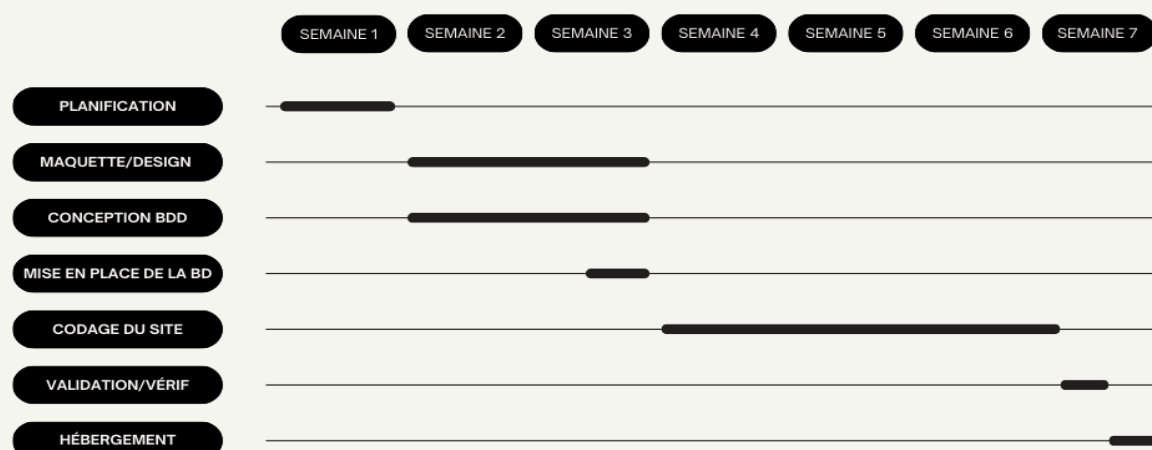 SEMAINE 1
SEMAINE 2
SEMAINE 3
SEMAINE 4
SEMAINE 5
SEMAINE 6
SEMAINE 7
PLANIFICATION
MAQUETTE/DESIGN
CONCEPTION BDD
MISE EN PLACE DE LA BD
CODAGE DU SITE
VALIDATION/VÉRIF
HÉBERGEMENT